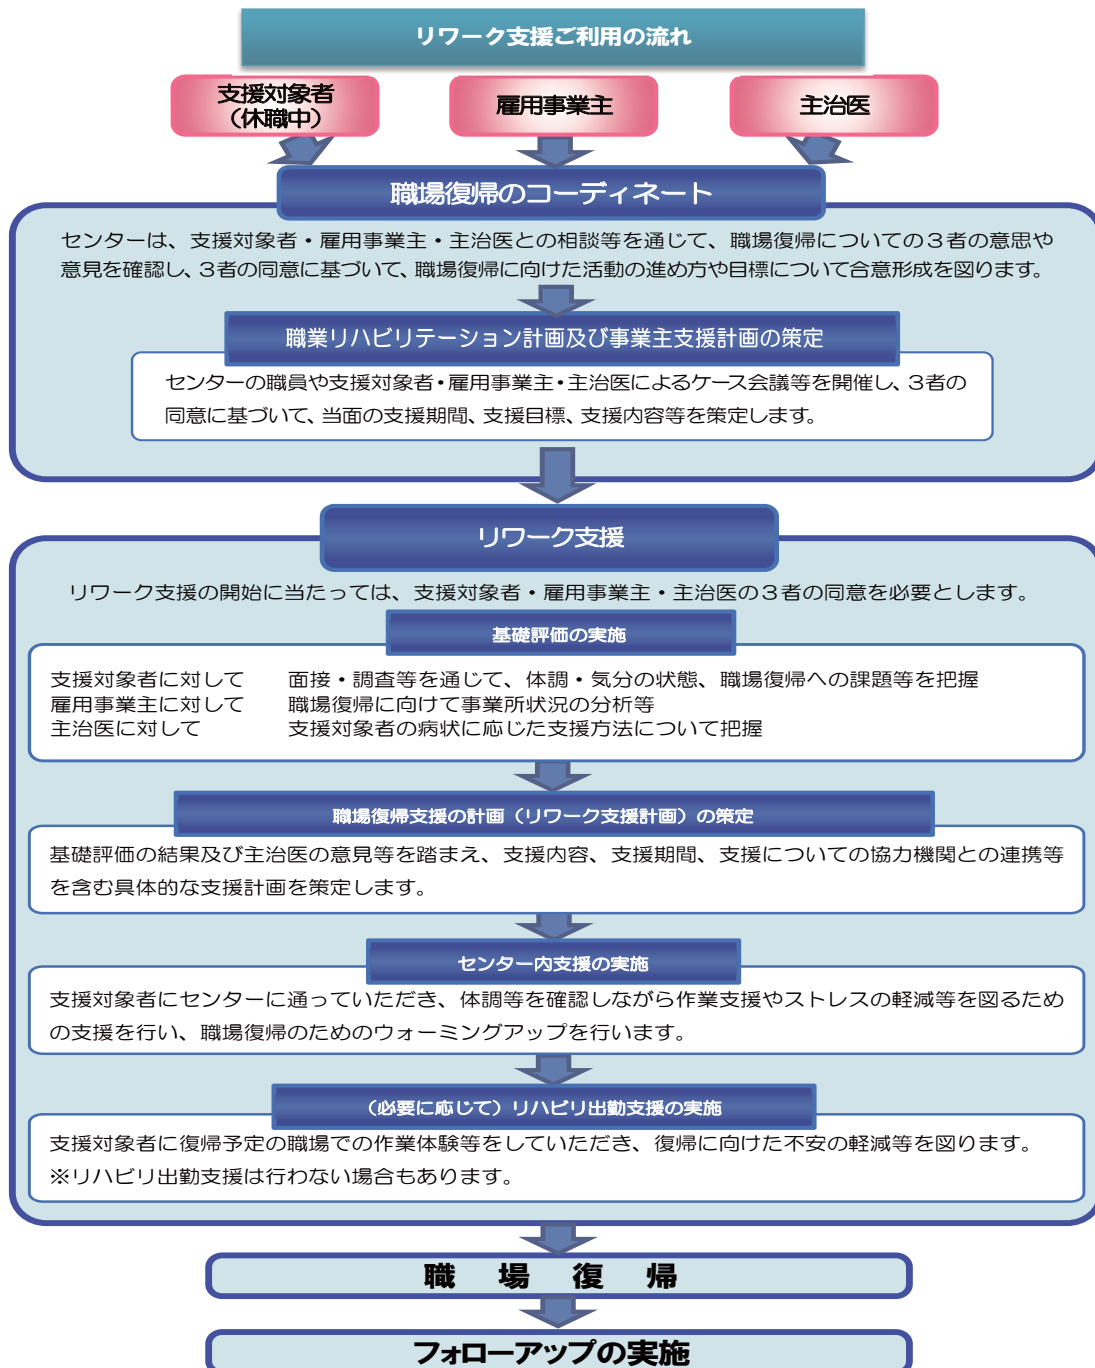 リワーク支援ご利用の流れ
支援対象者
（休職中）
雇用事業主
主治医
職場復帰のコーディネート
センターは、支援対象者・雇用事業主・主治医との相談等を通じて、職場復帰についての３者の意思や
意見を確認し、３者の同意に基づいて、職場復帰に向けた活動の進め方や目標について合意形成を図ります。
職業リハビリテーション計画及び事業主支援計画の策定
センターの職員や支援対象者・雇用事業主・主治医によるケース会議等を開催し、３者の
同意に基づいて、当面の支援期間、支援目標、支援内容等を策定します。
リワーク支援
リワーク支援の開始に当たっては、支援対象者・雇用事業主・主治医の３者の同意を必要とします。
基礎評価の実施
支援対象者に対して　　面接・調査等を通じて、体調・気分の状態、職場復帰への課題等を把握
雇用事業主に対して　　職場復帰に向けて事業所状況の分析等
主治医に対して　　支援対象者の病状に応じた支援方法について把握
職場復帰支援の計画（リワーク支援計画）の策定
基礎評価の結果及び主治医の意見等を踏まえ、支援内容、支援期間、支援についての協力機関との連携等
を含む具体的な支援計画を策定します。
センター内支援の実施
支援対象者にセンターに通っていただき、体調等を確認しながら作業支援やストレスの軽減等を図るため
の支援を行い、職場復帰のためのウォーミングアップを行います。
（必要に応じて）リハビリ出勤支援の実施
支援対象者に復帰予定の職場での作業体験等をしていただき、復帰に向けた不安の軽減等を図ります。
※リハビリ出勤支援は行わない場合もあります。
職　場　復　帰
フォローアップの実施